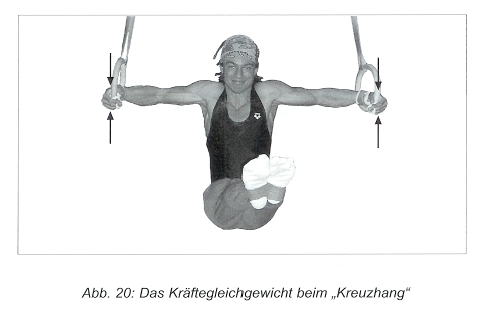 Abb. 20: Das Kräftegleichgewicht beim „Kreuzhang“